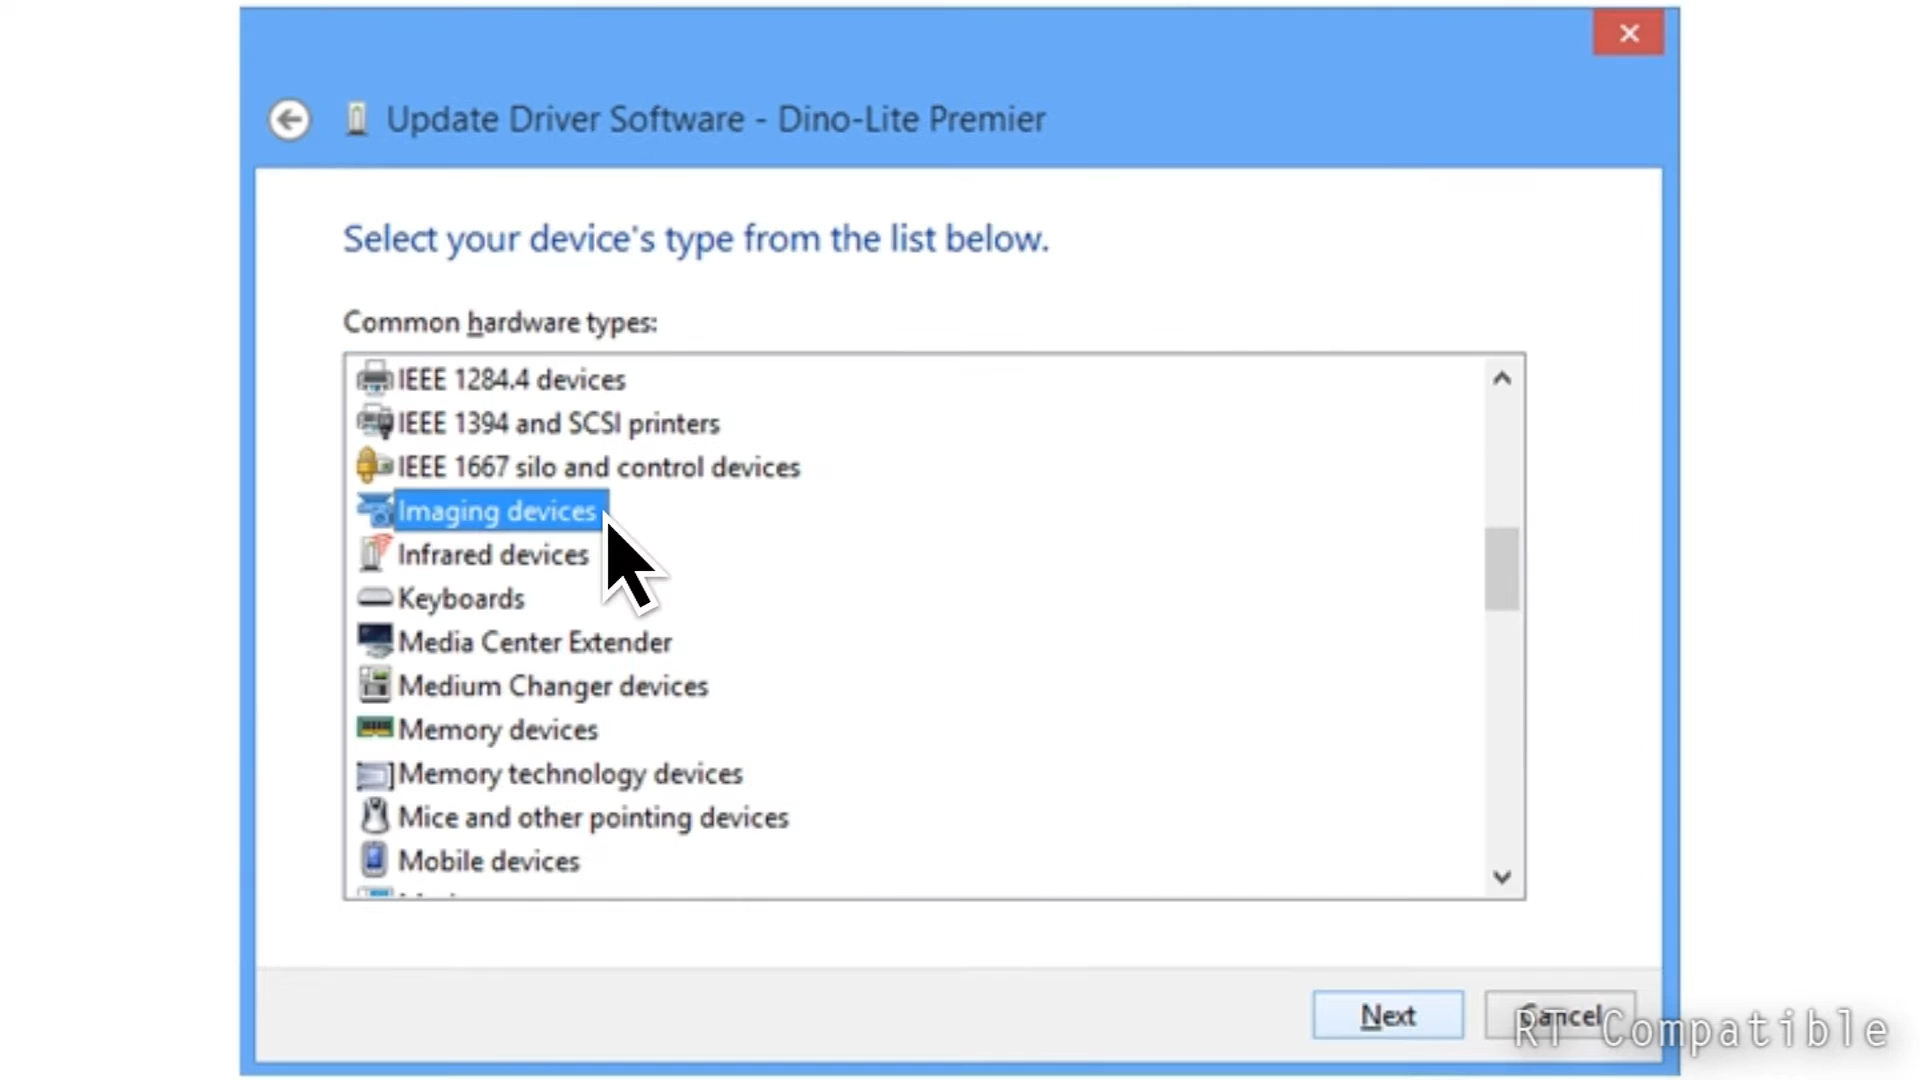 Update Driver Software - Dino-Lite Premier
Select your device's type from the list below.
Common hardware types:
IEEE 1284.4 devices
IEEE 1394 and SCSI printers
IEEE 1667 silo and control devices
Imaging devices
Infrared devices
Keyboards
Media Center Extender
Medium Changer devices
Memory devices
Memory technology devices
Mice and other pointing devices
Mobile devices
Next
Cancel
RT Compatible